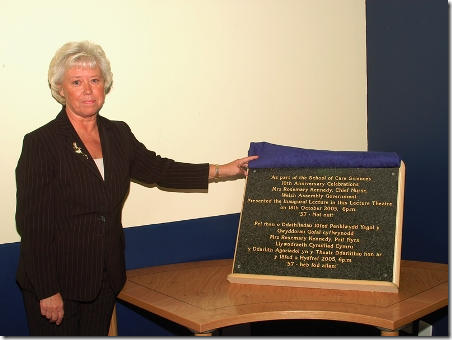 As part of the School of Care Sciences
10th Anniversary Celebrations
Mrs Rosemary Kennedy, Chief Nurse,
Welsh Assembly Government
Presented the Inaugural Lecture in this Lecture Theatre
on 18th October 2005, 6p.m.
'57 - Not out!
Fel rhan o Ddathliadau 10fed Penblwydd Ysgol y
Gwyddorau Gofal cyflwynodd
Mrs Rosemary Kennedy, Prif Nyrs
Llywodraeth Cynulliad Cymru
y Ddarlith Agoriadol yn y Theatr Ddarlithio hon ar
y 18fed o Hydref 2005, 6p.m.
'57 - heb fod allan!